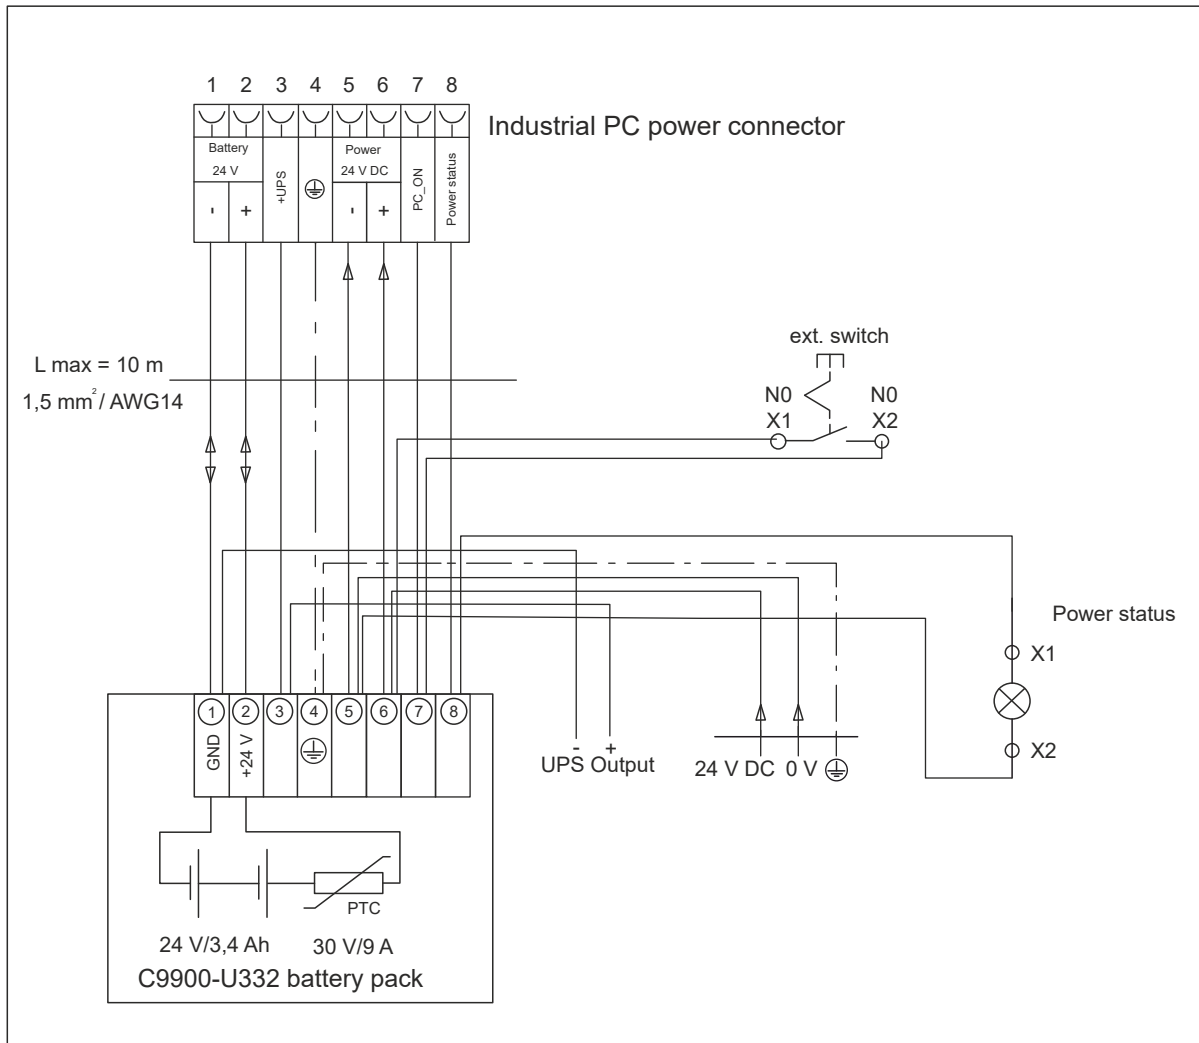 1 2 3 4 5 6 7 8
Industrial PC power connector
Battery
24 V
- +
+UPS
Power
24 V DC
- +
PC_ON
Power status
L max = 10 m
1,5 mm²/ AWG14
ext. switch
N0 N0
X1 X2
Power status
X1
X2
1 2 3 4 5 6 7 8
GND
+24 V
- +
UPS Output
24 V DC 0 V
PTC
24 V/3,4 Ah 30 V/9 A
C9900-U332 battery pack